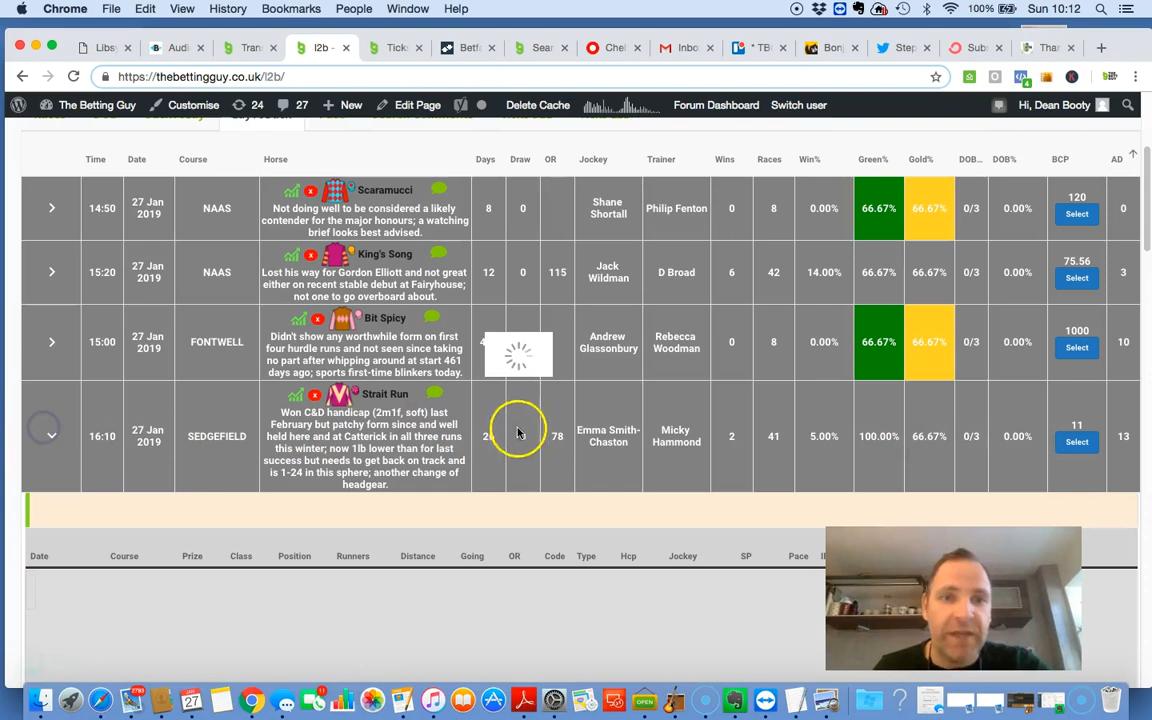 Chrome File Edit View History Bookmarks People Window Help 100% Sun 10:12
Libsy Audi Trans l2b - Ticke Betfa Sear Chel Inbo * TBC Bonj Step Subs Than
https://thebettingguy.co.uk/l2b/
The Betting Guy Customise 24 27 New Edit Page Delete Cache Forum Dashboard Switch user Hi, Dean Booty
Time Date Course Horse Days Draw OR Jockey Trainer Wins Races Win% Green% Gold% DOB... DOB% BCP AD
14:50 27 Jan 2019 NAAS Scaramucci 8 0 Shane Shortall Philip Fenton 0 8 0.00% 66.67% 66.67% 0/3 0.00% 120 Select 0
Not doing well to be considered a likely
contender for the major honours; a watching
brief looks best advised.
15:20 27 Jan 2019 NAAS King's Song 12 0 115 Jack Wildman D Broad 6 42 14.00% 66.67% 66.67% 0/3 0.00% 75.56 Select 3
Lost his way for Gordon Elliott and not great
either on recent stable debut at Fairyhouse;
not one to go overboard about.
15:00 27 Jan 2019 FONTWELL Bit Spicy Andrew Glassonbury Rebecca Woodman 0 8 0.00% 66.67% 66.67% 0/3 0.00% 1000 Select 10
Didn't show any worthwhile form on first
four hurdle runs and not seen since taking
no part after whipping around at start 461
days ago; sports first-time blinkers today.
16:10 27 Jan 2019 SEDGEFIELD Strait Run 78 Emma Smith-Chaston Micky Hammond 2 41 5.00% 100.00% 66.67% 0/3 0.00% 11 Select 13
Won C&D handicap (2m1f, soft) last
February but patchy form since and well
held here and at Catterick in all three runs
this winter; now 1lb lower than for last
success but needs to get back on track and
is 1-24 in this sphere; another change of
headgear.
Date Course Prize Class Position Runners Distance Going OR Code Type Hcp Jockey SP Pace